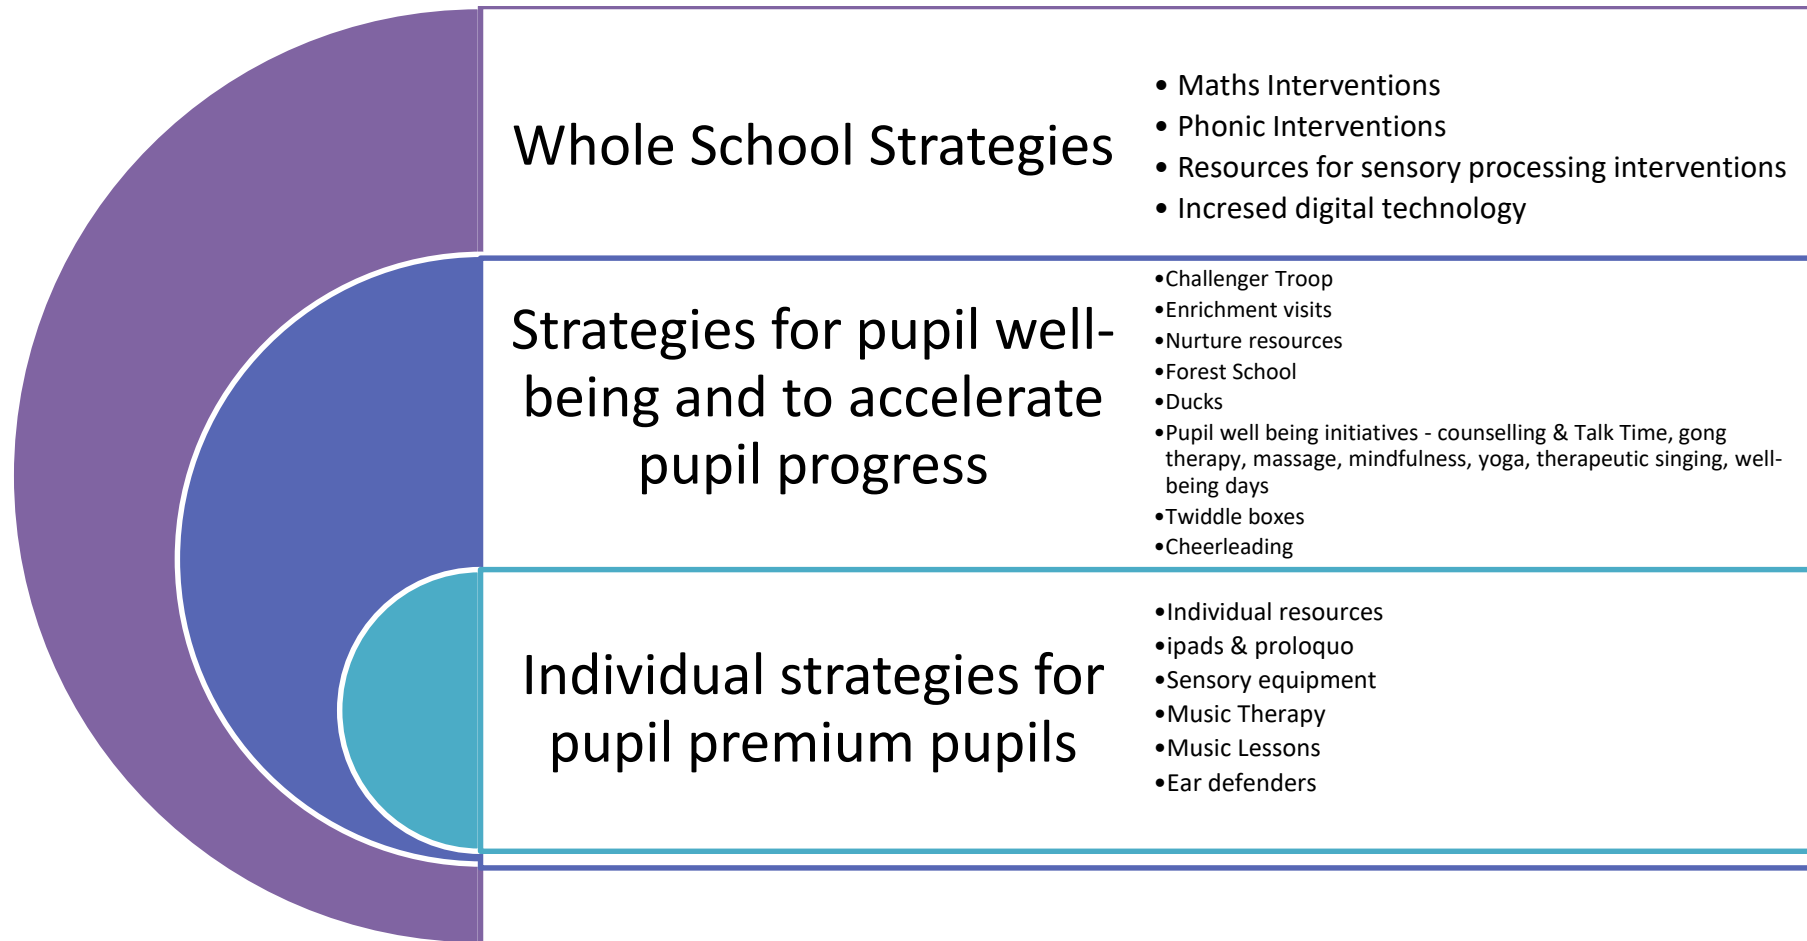 Whole School Strategies
• Maths Interventions
• Phonic Interventions
• Resources for sensory processing interventions
• Incresed digital technology
Strategies for pupil well-
being and to accelerate
pupil progress
•Challenger Troop
•Enrichment visits
•Nurture resources
•Forest School
•Ducks
•Pupil well being initiatives - counselling & Talk Time, gong
therapy, massage, mindfulness, yoga, therapeutic singing, well-
being days
•Twiddle boxes
•Cheerleading
Individual strategies for
pupil premium pupils
•Individual resources
•ipads & proloquo
•Sensory equipment
•Music Therapy
•Music Lessons
•Ear defenders